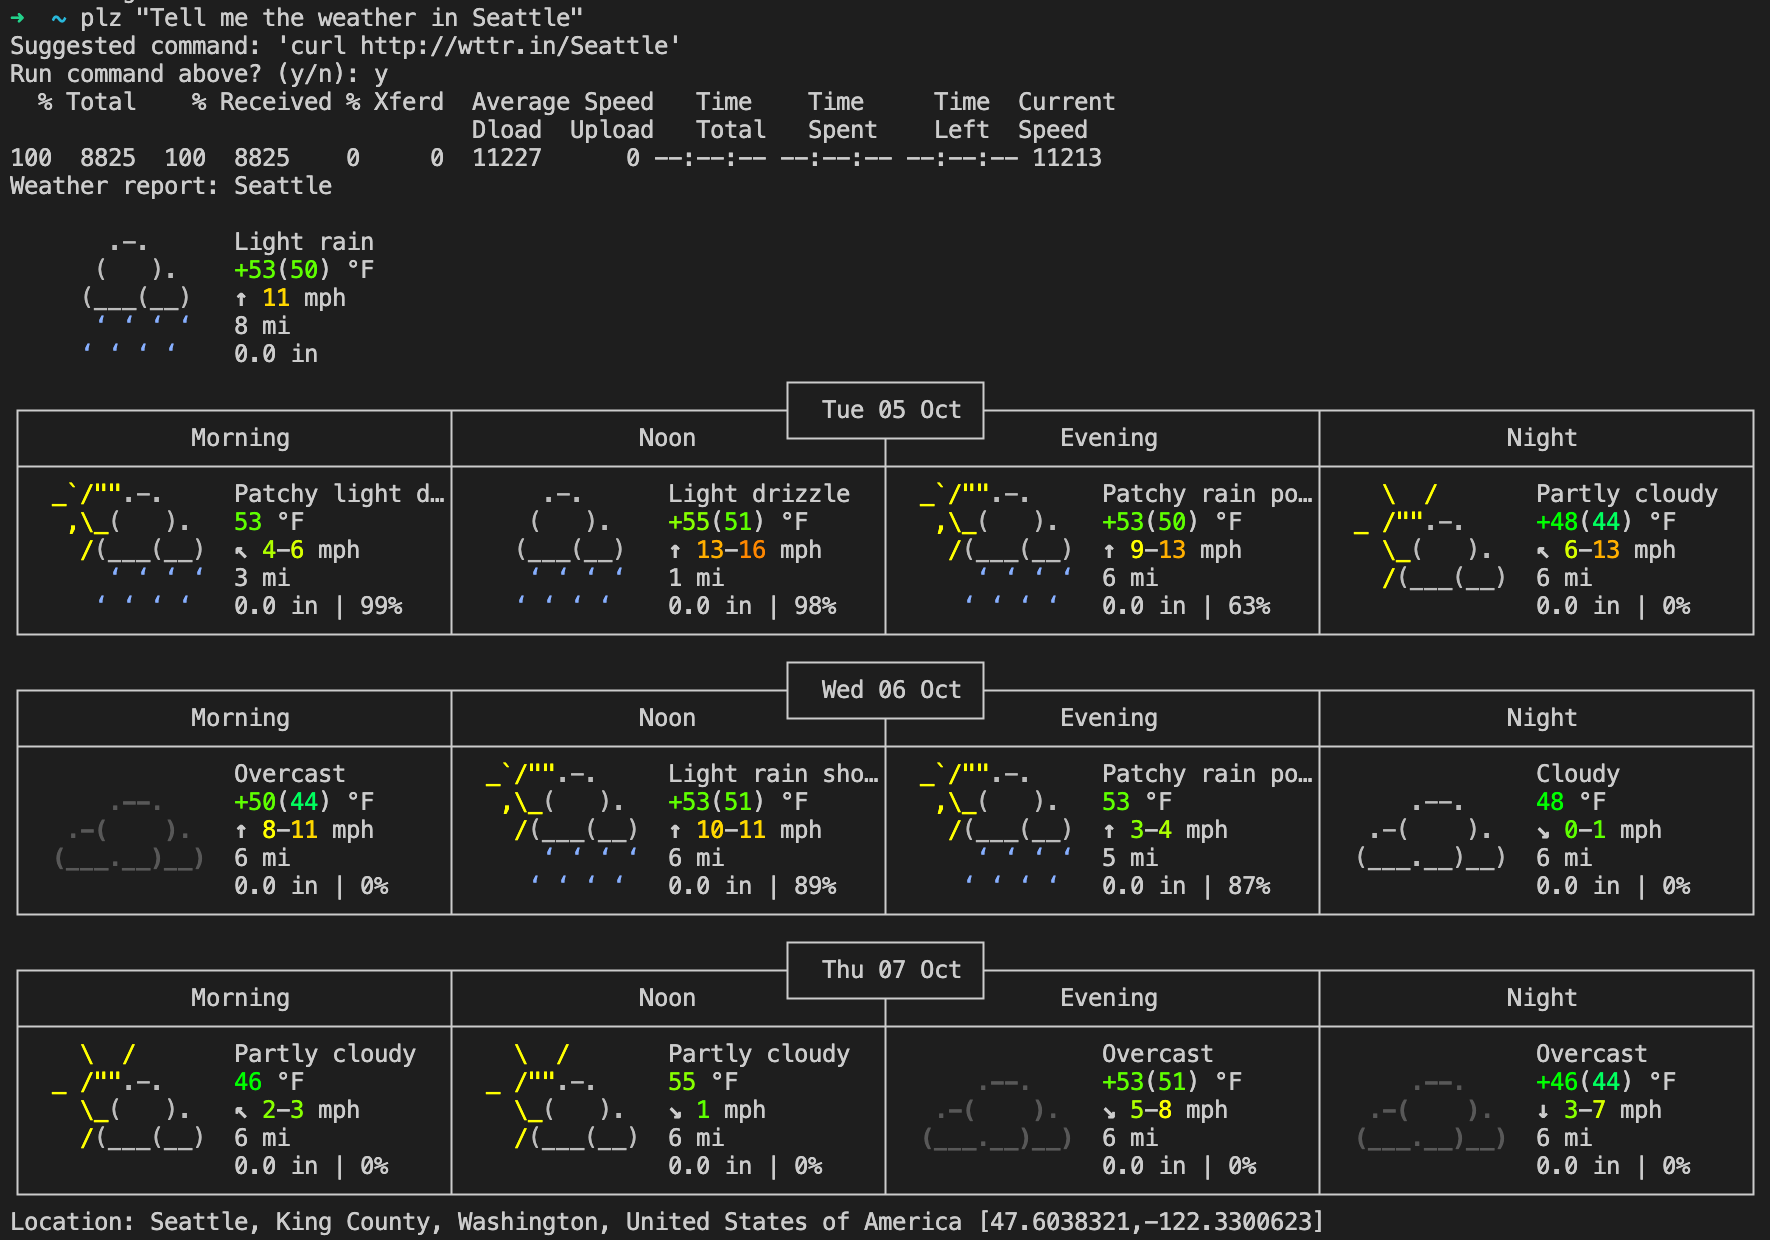 ➜  ~ plz "Tell me the weather in Seattle"
Suggested command: 'curl http://wttr.in/Seattle'
Run command above? (y/n): y
  % Total    % Received % Xferd  Average Speed   Time    Time     Time  Current
                                 Dload  Upload   Total   Spent    Left  Speed
100  8825  100  8825    0     0  11227      0 --:--:-- --:--:-- --:--:-- 11213
Weather report: Seattle
Light rain
+53(50) °F
↑ 11 mph
8 mi
0.0 in
Tue 05 Oct
Morning Noon Evening Night
Patchy light d… Light drizzle Patchy rain po… Partly cloudy
53 °F +55(51) °F +53(50) °F +48(44) °F
↖ 4-6 mph ↑ 13-16 mph ↑ 9-13 mph ↖ 6-13 mph
3 mi 1 mi 6 mi 6 mi
0.0 in | 99% 0.0 in | 98% 0.0 in | 63% 0.0 in | 0%
Wed 06 Oct
Morning Noon Evening Night
Overcast Light rain sho… Patchy rain po… Cloudy
+50(44) °F +53(51) °F 53 °F 48 °F
↑ 8-11 mph ↑ 10-11 mph ↑ 3-4 mph ↘ 0-1 mph
6 mi 6 mi 5 mi 6 mi
0.0 in | 0% 0.0 in | 89% 0.0 in | 87% 0.0 in | 0%
Thu 07 Oct
Morning Noon Evening Night
Partly cloudy Partly cloudy Overcast Overcast
46 °F 55 °F +53(51) °F +46(44) °F
↖ 2-3 mph ↘ 1 mph ↘ 5-8 mph ↓ 3-7 mph
6 mi 6 mi 6 mi 6 mi
0.0 in | 0% 0.0 in | 0% 0.0 in | 0% 0.0 in | 0%
Location: Seattle, King County, Washington, United States of America [47.6038321,-122.3300623]